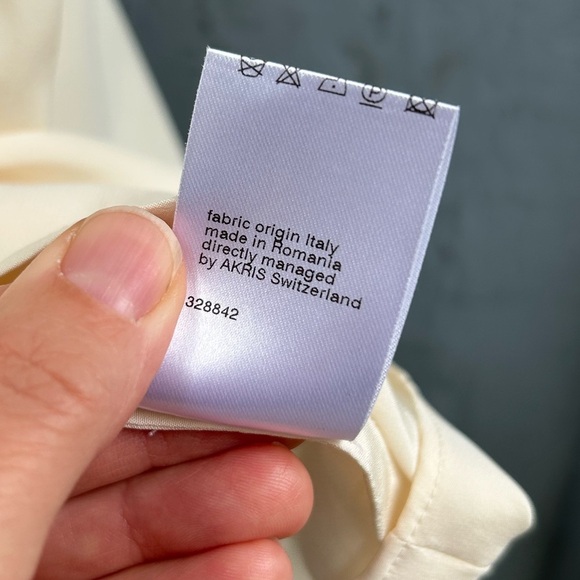 fabric origin Italy
made in Romania
directly managed
by AKRIS Switzerland
328842